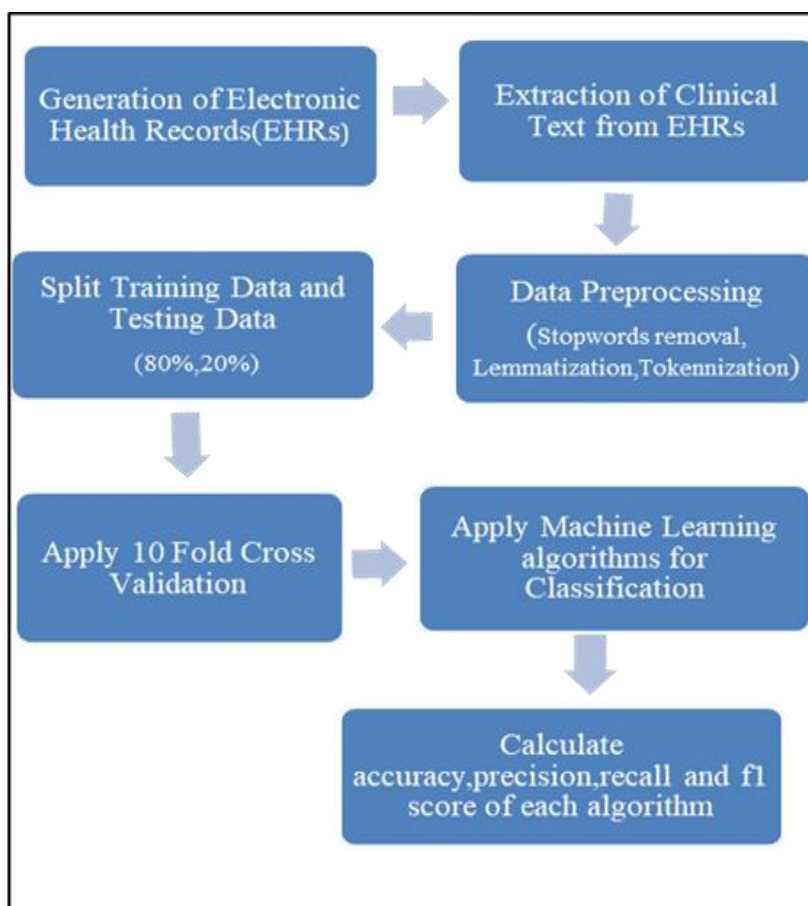 Generation of Electronic
Health Records(EHRs)
Extraction of Clinical
Text from EHRs
Data Preprocessing
(Stopwords removal,
Lemmatization,Tokennization)
Split Training Data and
Testing Data
(80%,20%)
Apply 10 Fold Cross
Validation
Apply Machine Learning
algorithms for
Classification
Calculate
accuracy,precision,recall and f1
score of each algorithm